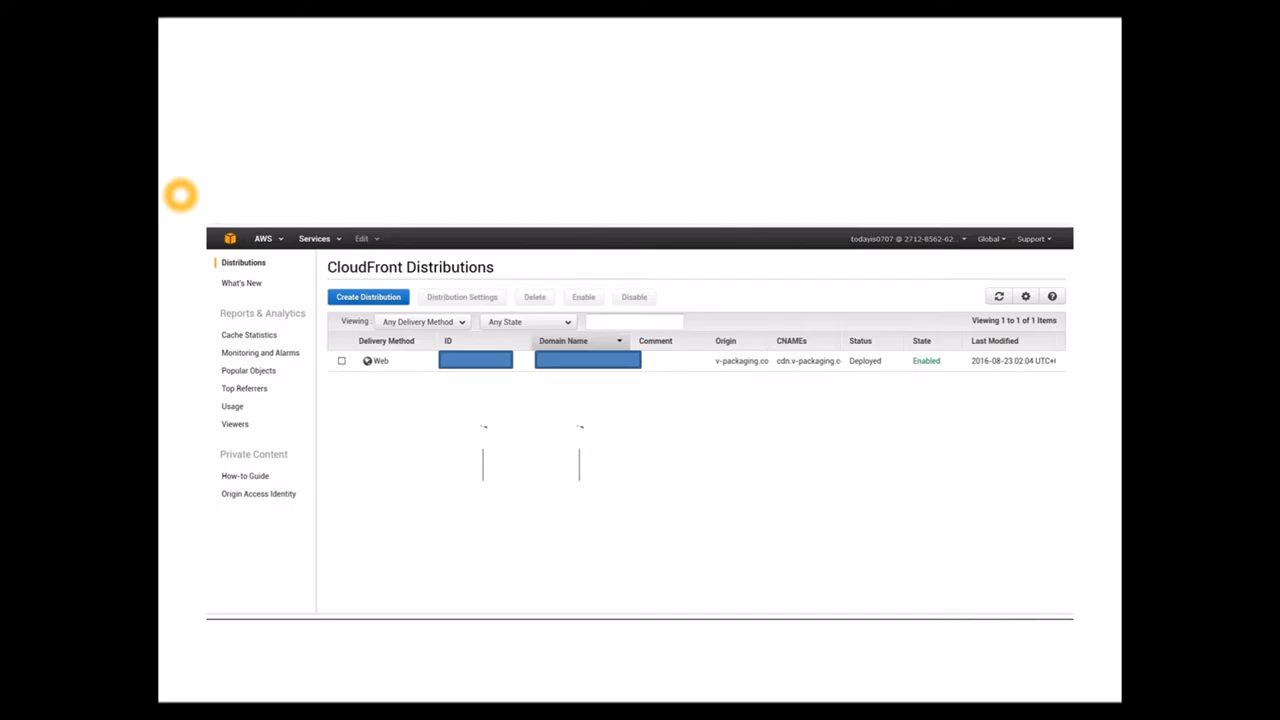 AWS Services Edit todayis0707 @ 2712-8562-62... Global Support
Distributions
What's New
Reports & Analytics
Cache Statistics
Monitoring and Alarms
Popular Objects
Top Referrers
Usage
Viewers
Private Content
How-to Guide
Origin Access Identity
CloudFront Distributions
Create Distribution Distribution Settings Delete Enable Disable
Viewing : Any Delivery Method Any State Viewing 1 to 1 of 1 Items
Delivery Method ID Domain Name Comment Origin CNAMEs Status State Last Modified
Web v-packaging.co cdn.v-packaging.c Deployed Enabled 2016-08-23 02:04 UTC+